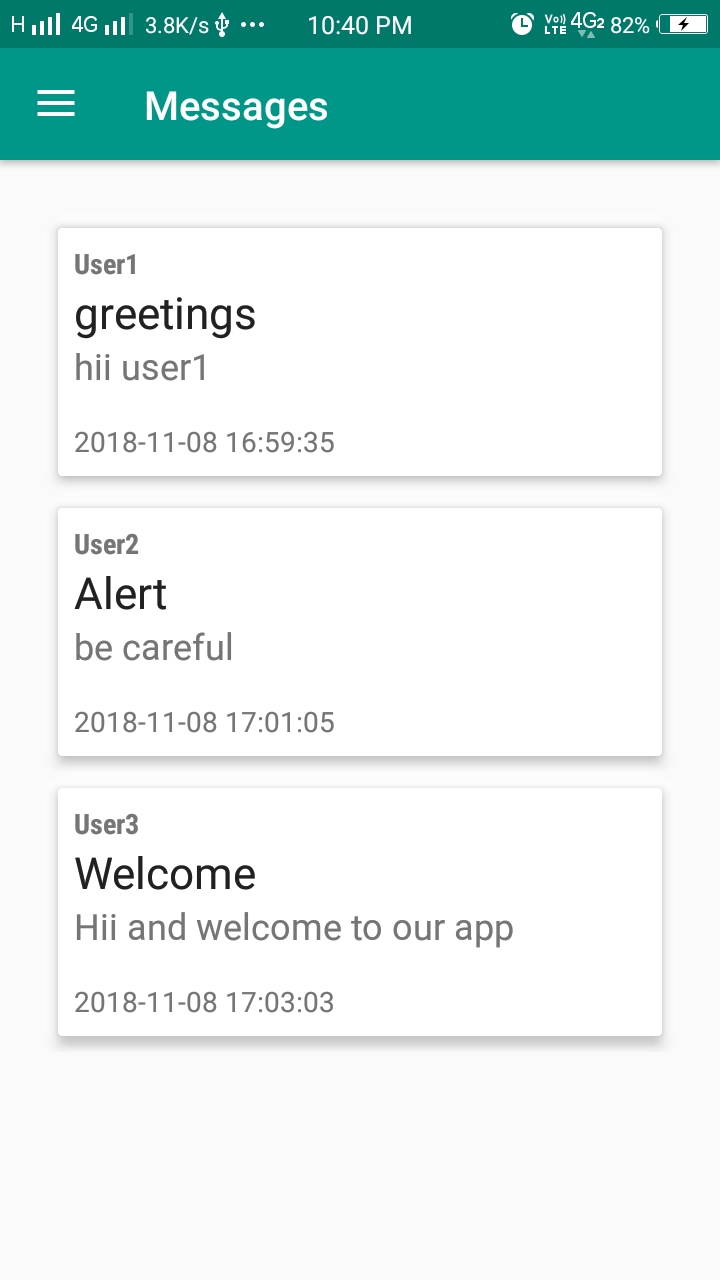 H 4G 3.8K/s ... 10:40 PM Vo)) LTE 4G2 82%
Messages
User1
greetings
hii user1
2018-11-08 16:59:35
User2
Alert
be careful
2018-11-08 17:01:05
User3
Welcome
Hii and welcome to our app
2018-11-08 17:03:03